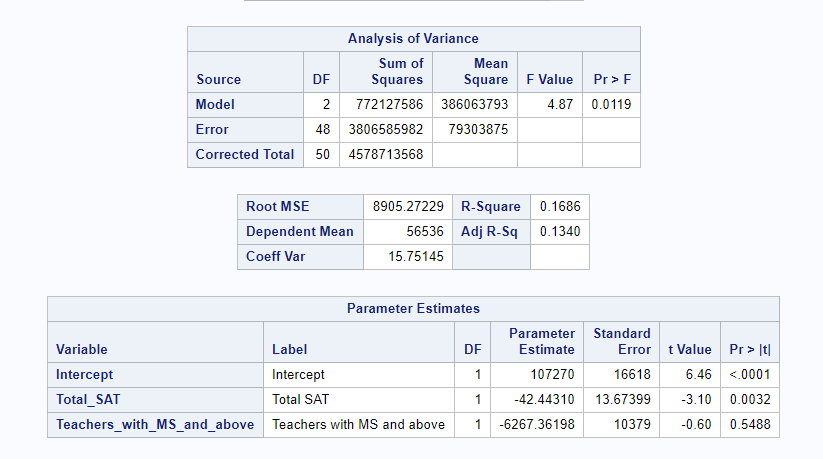 Analysis of Variance
Source DF Sum of Squares Mean Square F Value Pr > F
Model 2 772127586 386063793 4.87 0.0119
Error 48 3806585982 79303875
Corrected Total 50 4578713568
Root MSE 8905.27229 R-Square 0.1686
Dependent Mean 56536 Adj R-Sq 0.1340
Coeff Var 15.75145
Parameter Estimates
Variable Label DF Parameter Estimate Standard Error t Value Pr > |t|
Intercept Intercept 1 107270 16618 6.46 <.0001
Total_SAT Total SAT 1 -42.44310 13.67399 -3.10 0.0032
Teachers_with_MS_and_above Teachers with MS and above 1 -6267.36198 10379 -0.60 0.5488